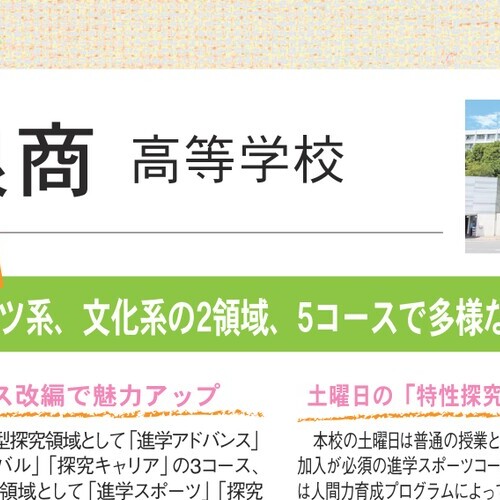 商 高等学校
ツ系、文化系の2領域、5コースで多様な
ス改編で魅力アップ
型探究領域として「進学アドバンス」
バル」「探究キャリア」の3コース、
領域として「進学スポーツ」「探究
土曜日の「特性探究
本校の土曜日は普通の授業と
加入が必須の進学スポーツコー
は人間力育成プログラムによって